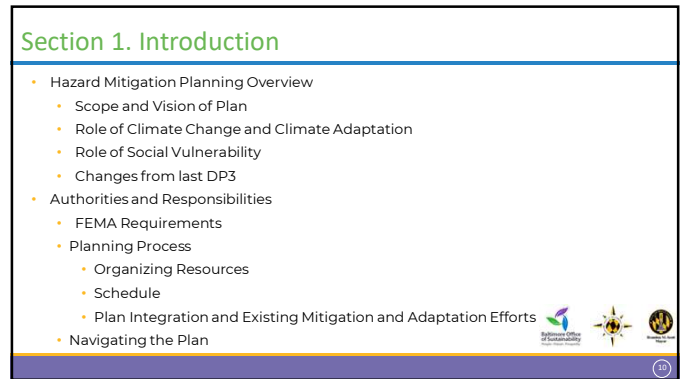 Section 1. Introduction
• Hazard Mitigation Planning Overview
• Scope and Vision of Plan
• Role of Climate Change and Climate Adaptation
• Role of Social Vulnerability
• Changes from last DP3
• Authorities and Responsibilities
• FEMA Requirements
• Planning Process
• Organizing Resources
• Schedule
• Plan Integration and Existing Mitigation and Adaptation Efforts
• Navigating the Plan
Baltimore Office
of Sustainability
10